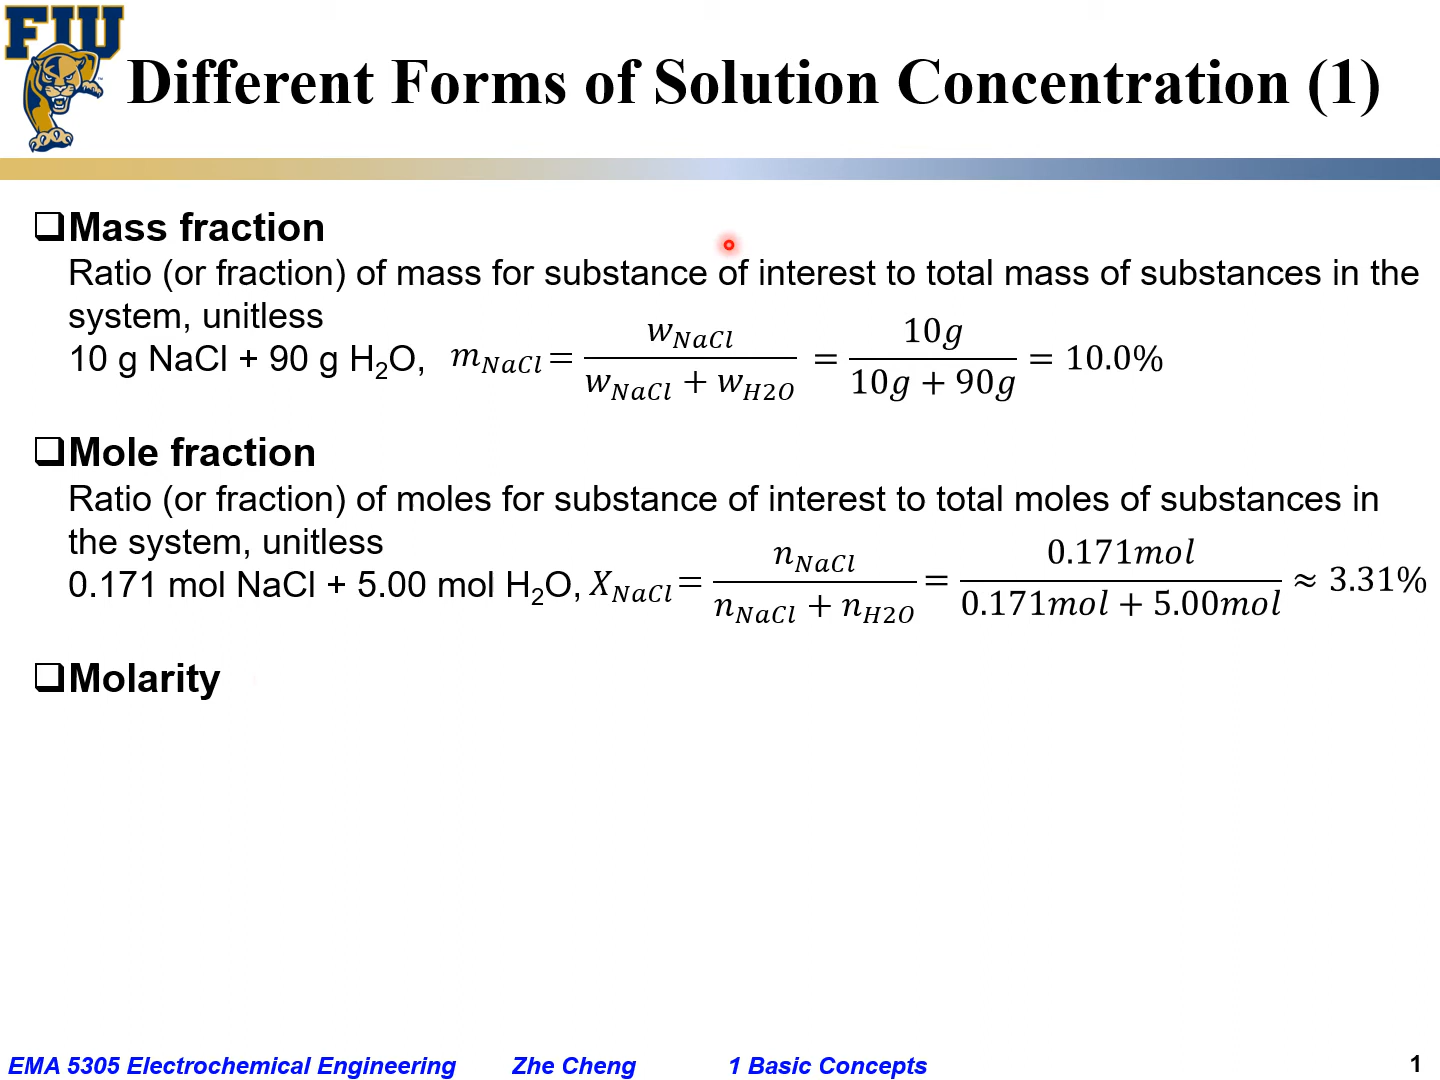 FIU
Different Forms of Solution Concentration (1)
❑Mass fraction
Ratio (or fraction) of mass for substance of interest to total mass of substances in the
system, unitless
10 g NaCl + 90 g H₂O, m_NaCl = w_NaCl / (w_NaCl + w_H2O) = 10g / (10g + 90g) = 10.0%
❑Mole fraction
Ratio (or fraction) of moles for substance of interest to total moles of substances in
the system, unitless
0.171 mol NaCl + 5.00 mol H₂O, X_NaCl = n_NaCl / (n_NaCl + n_H2O) = 0.171mol / (0.171mol + 5.00mol) ≈ 3.31%
❑Molarity
EMA 5305 Electrochemical Engineering Zhe Cheng 1 Basic Concepts 1